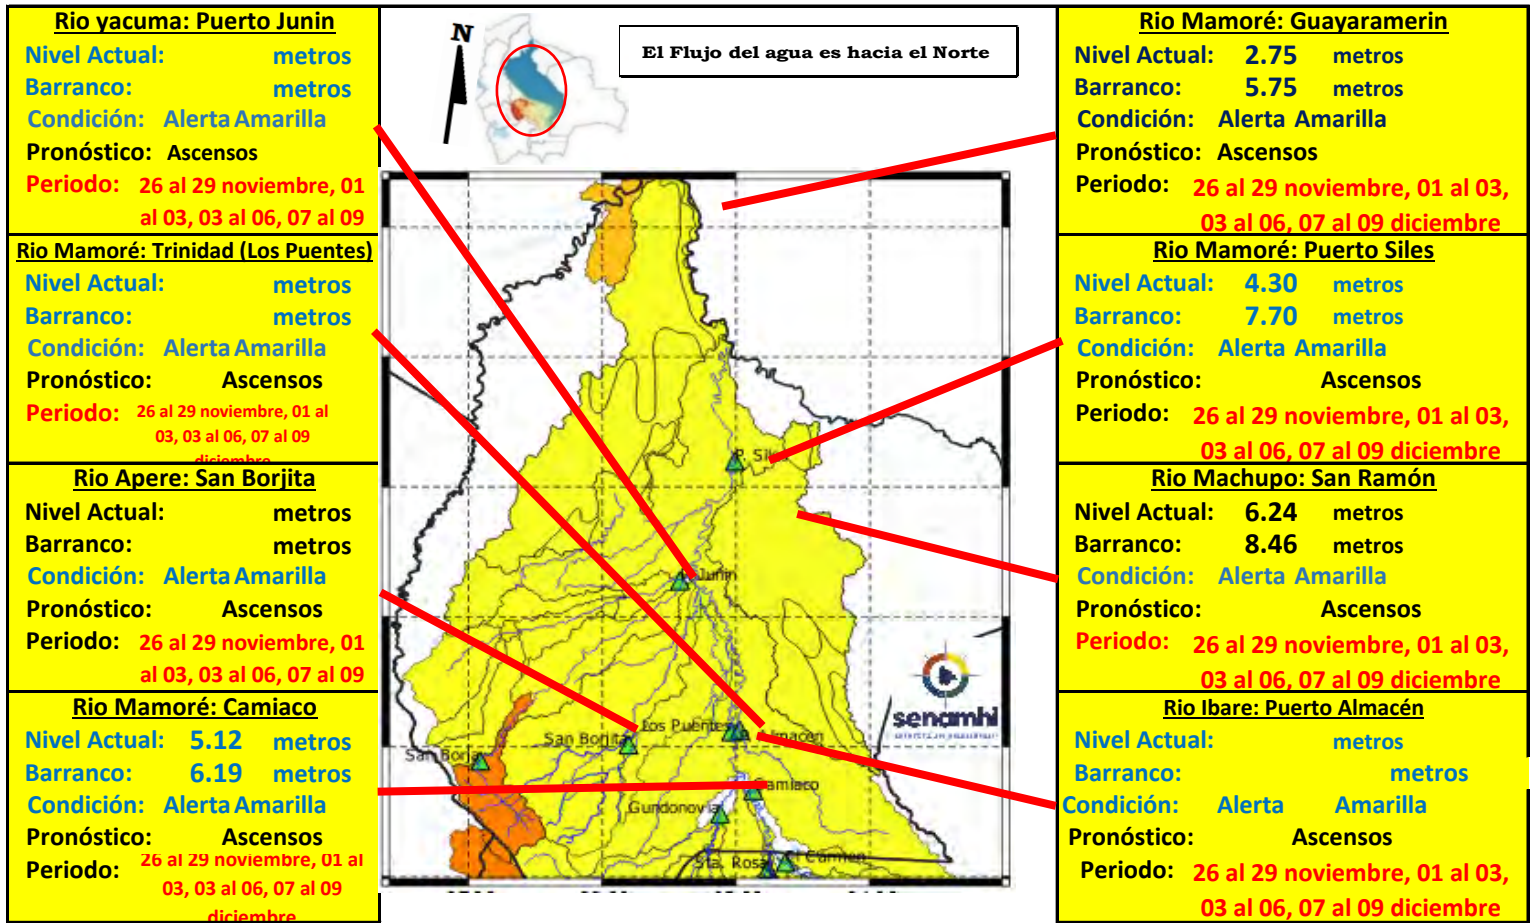 Rio yacuma: Puerto Junin
Nivel Actual: metros
Barranco: metros
Condición: Alerta Amarilla
Pronóstico: Ascensos
Periodo: 26 al 29 noviembre, 01
al 03, 03 al 06, 07 al 09
Rio Mamoré: Trinidad (Los Puentes)
Nivel Actual: metros
Barranco: metros
Condición: Alerta Amarilla
Pronóstico: Ascensos
Periodo: 26 al 29 noviembre, 01 al
03, 03 al 06, 07 al 09
diciembre
Rio Apere: San Borjita
Nivel Actual: metros
Barranco: metros
Condición: Alerta Amarilla
Pronóstico: Ascensos
Periodo: 26 al 29 noviembre, 01
al 03, 03 al 06, 07 al 09
Rio Mamoré: Camiaco
Nivel Actual: 5.12 metros
Barranco: 6.19 metros
Condición: Alerta Amarilla
Pronóstico: Ascensos
Periodo: 26 al 29 noviembre, 01 al
03, 03 al 06, 07 al 09
diciembre
N
El Flujo del agua es hacia el Norte
P. Siles
Junin
Los Puentes
San Borjita
P. Almacén
San Borja
Camiaco
Gundonovia
Sta. Rosa
El Carmen
senamhi
Rio Mamoré: Guayaramerin
Nivel Actual: 2.75 metros
Barranco: 5.75 metros
Condición: Alerta Amarilla
Pronóstico: Ascensos
Periodo: 26 al 29 noviembre, 01 al 03,
03 al 06, 07 al 09 diciembre
Rio Mamoré: Puerto Siles
Nivel Actual: 4.30 metros
Barranco: 7.70 metros
Condición: Alerta Amarilla
Pronóstico: Ascensos
Periodo: 26 al 29 noviembre, 01 al 03,
03 al 06, 07 al 09 diciembre
Rio Machupo: San Ramón
Nivel Actual: 6.24 metros
Barranco: 8.46 metros
Condición: Alerta Amarilla
Pronóstico: Ascensos
Periodo: 26 al 29 noviembre, 01 al 03,
03 al 06, 07 al 09 diciembre
Rio Ibare: Puerto Almacén
Nivel Actual: metros
Barranco: metros
Condición: Alerta Amarilla
Pronóstico: Ascensos
Periodo: 26 al 29 noviembre, 01 al 03,
03 al 06, 07 al 09 diciembre